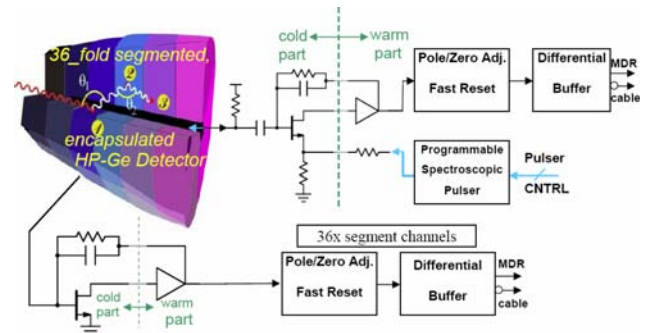 36_fold segmented,
θ1
2
3
1
encapsulated
HP-Ge Detector
cold part
warm part
Pole/Zero Adj.
Fast Reset
Differential
Buffer
MDR
cable
Programmable
Spectroscopic
Pulser
Pulser
CNTRL
36x segment channels
cold part
warm part
Pole/Zero Adj.
Fast Reset
Differential
Buffer
MDR
cable